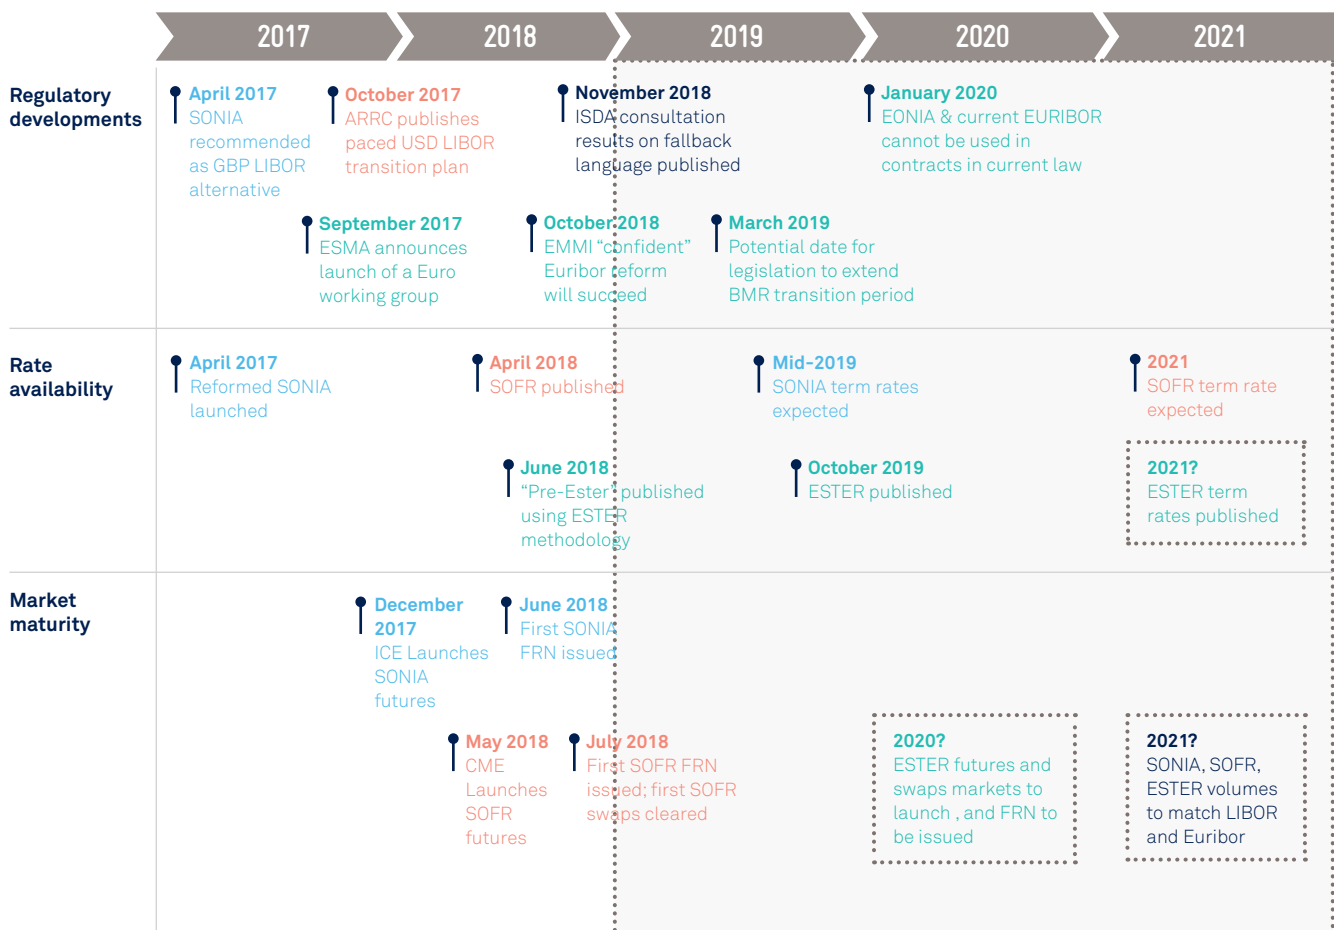 2017
2018
2019
2020
2021
Regulatory
developments
April 2017
SONIA
recommended
as GBP LIBOR
alternative
October 2017
ARRC publishes
paced USD LIBOR
transition plan
November 2018
ISDA consultation
results on fallback
language published
January 2020
EONIA & current EURIBOR
cannot be used in
contracts in current law
September 2017
ESMA announces
launch of a Euro
working group
October 2018
EMMI “confident”
Euribor reform
will succeed
March 2019
Potential date for
legislation to extend
BMR transition period
Rate
availability
April 2017
Reformed SONIA
launched
April 2018
SOFR published
Mid-2019
SONIA term rates
expected
2021
SOFR term rate
expected
June 2018
“Pre-Ester” published
using ESTER
methodology
October 2019
ESTER published
2021?
ESTER term
rates published
Market
maturity
December
2017
ICE Launches
SONIA
futures
June 2018
First SONIA
FRN issued
May 2018
CME
Launches
SOFR
futures
July 2018
First SOFR FRN
issued; first SOFR
swaps cleared
2020?
ESTER futures and
swaps markets to
launch , and FRN to
be issued
2021?
SONIA, SOFR,
ESTER volumes
to match LIBOR
and Euribor